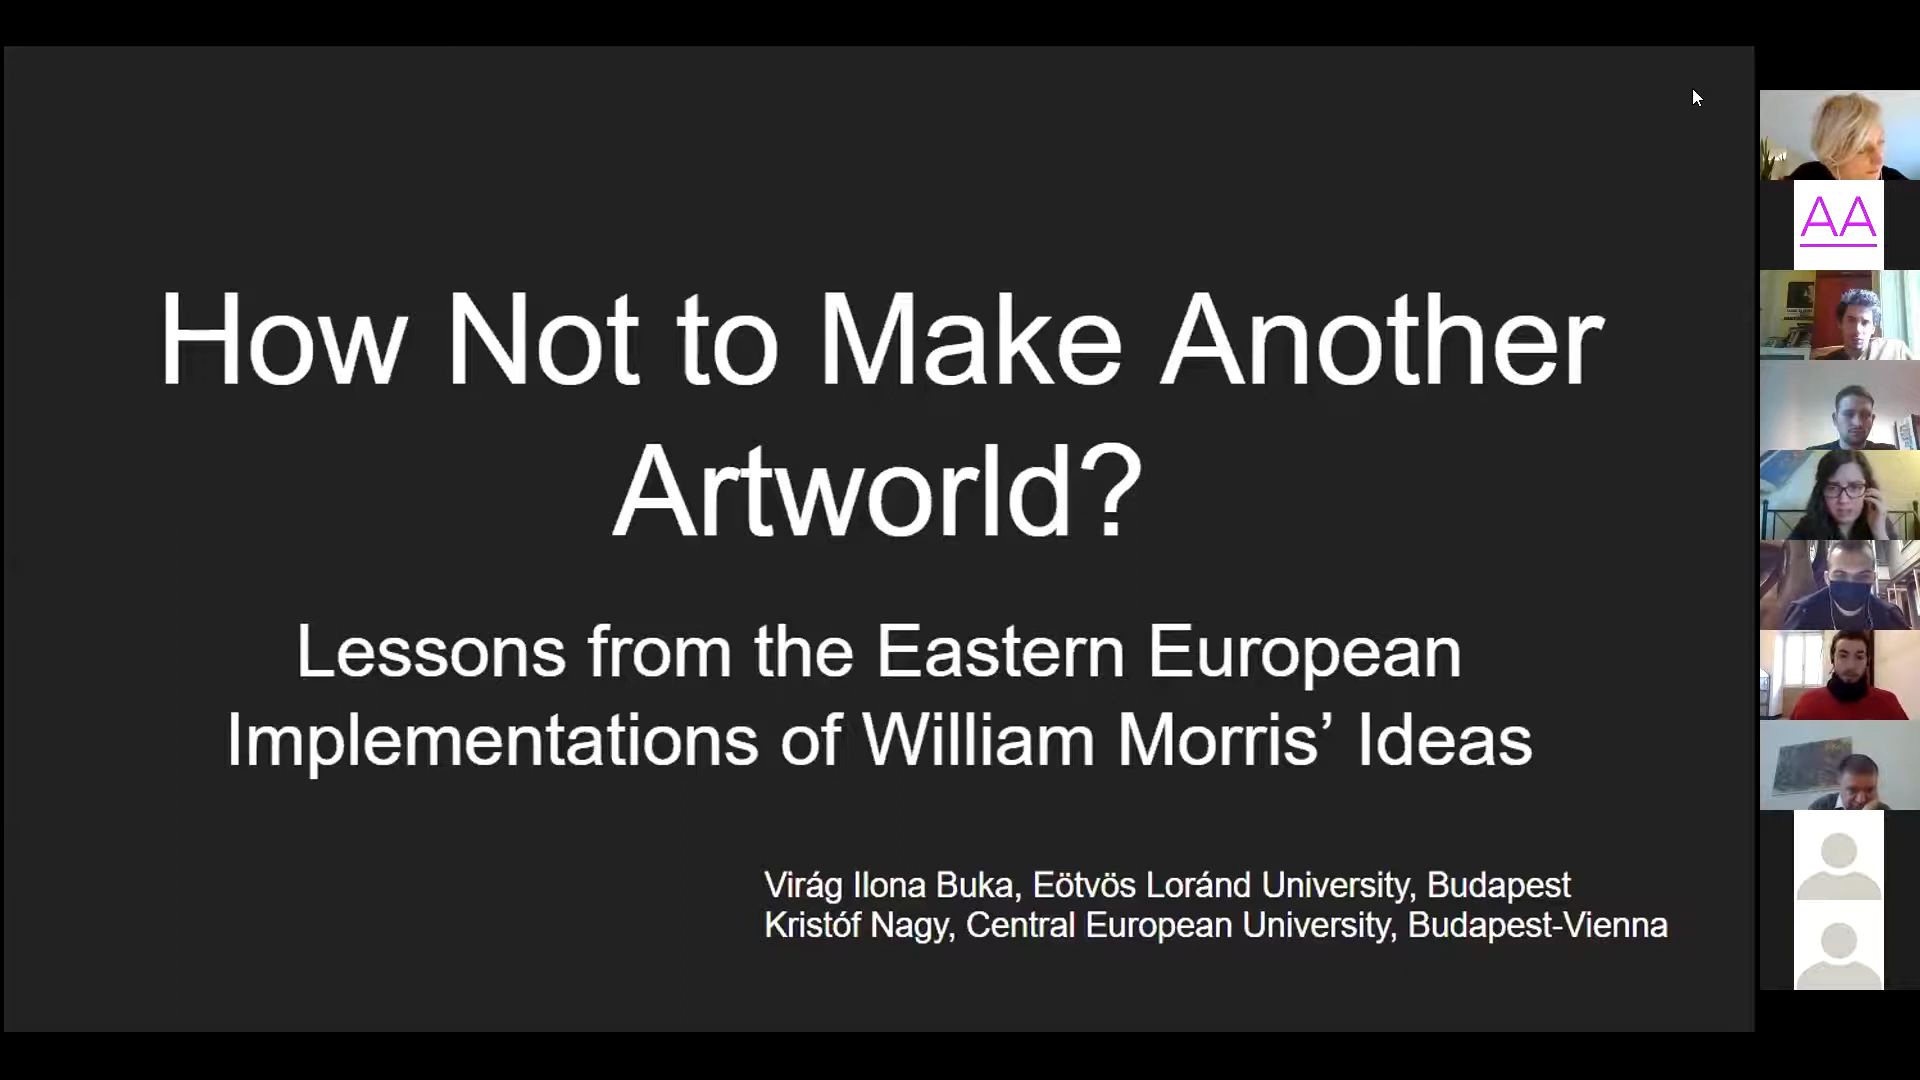 How Not to Make Another
Artworld?
Lessons from the Eastern European
Implementations of William Morris’ Ideas
Virág Ilona Buka, Eötvös Loránd University, Budapest
Kristóf Nagy, Central European University, Budapest-Vienna
AA